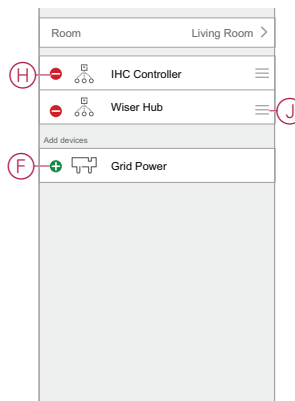 Room Living Room
H IHC Controller
Wiser Hub J
Add devices
F Grid Power